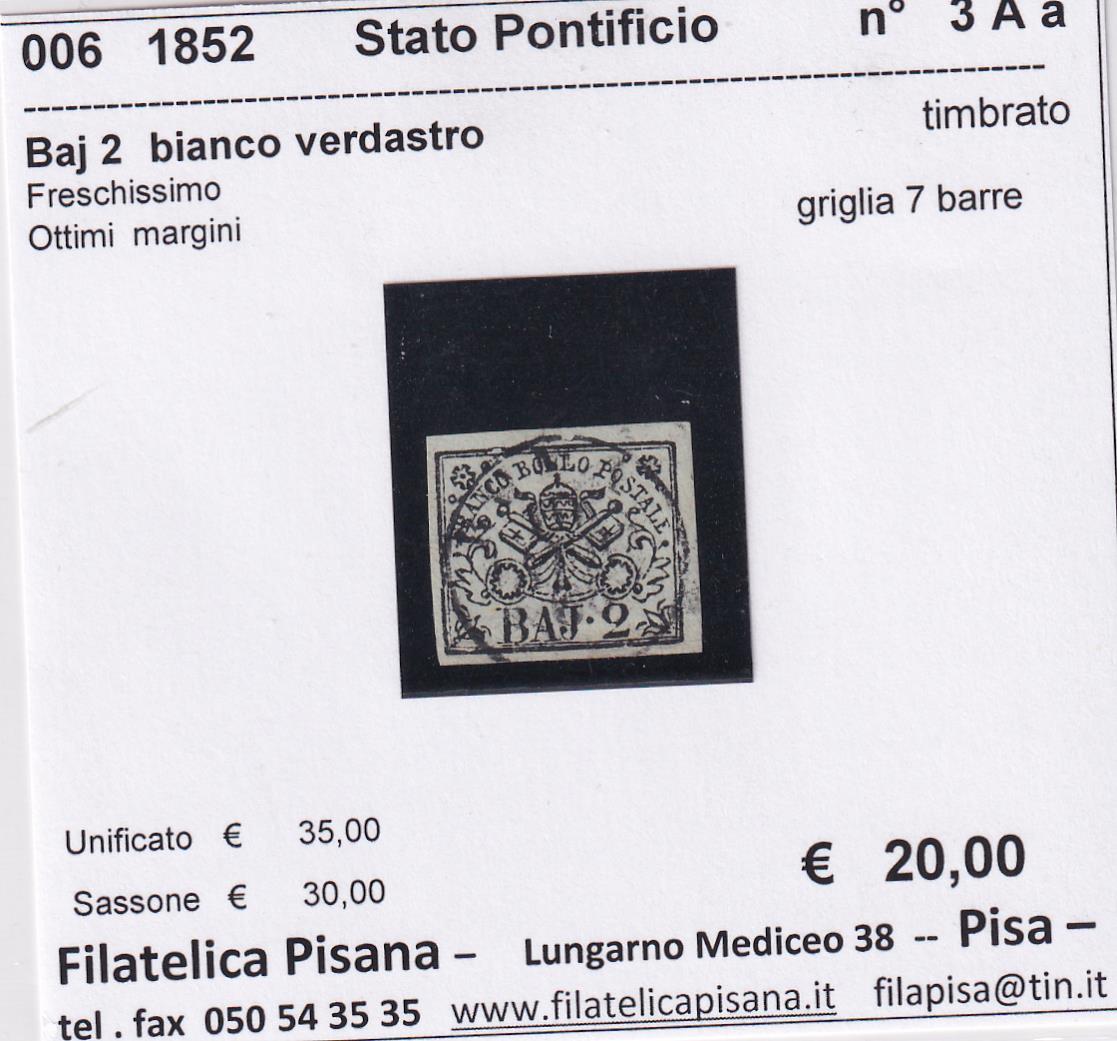 006 1852 Stato Pontificio n° 3 A a
--------------------------------------------------------------------------------
Baj 2 bianco verdastro timbrato
Freschissimo
Ottimi margini griglia 7 barre
FRANCO BOLLO POSTALE
BAJ·2
Unificato € 35,00
€ 20,00
Sassone € 30,00
Filatelica Pisana – Lungarno Mediceo 38 -- Pisa –
tel . fax 050 54 35 35 www.filatelicapisana.it filapisa@tin.it